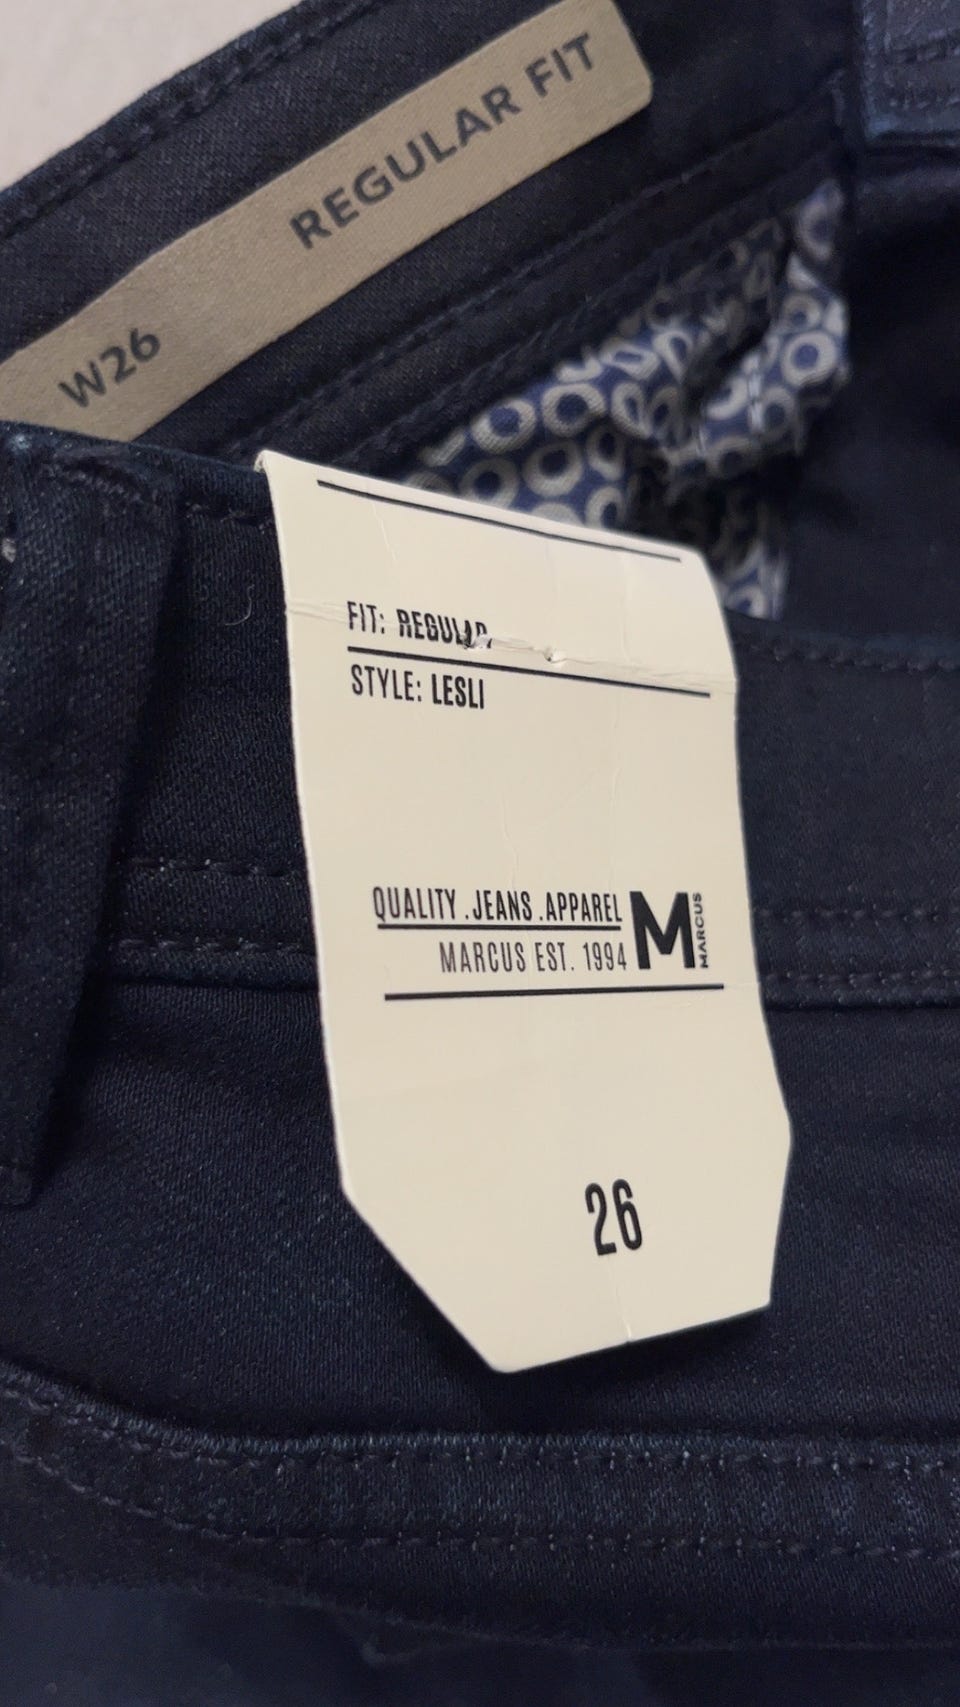 REGULAR FIT
W26
FIT: REGULAR
STYLE: LESLI
QUALITY .JEANS .APPAREL
MARCUS EST. 1994
M
MARCUS
26